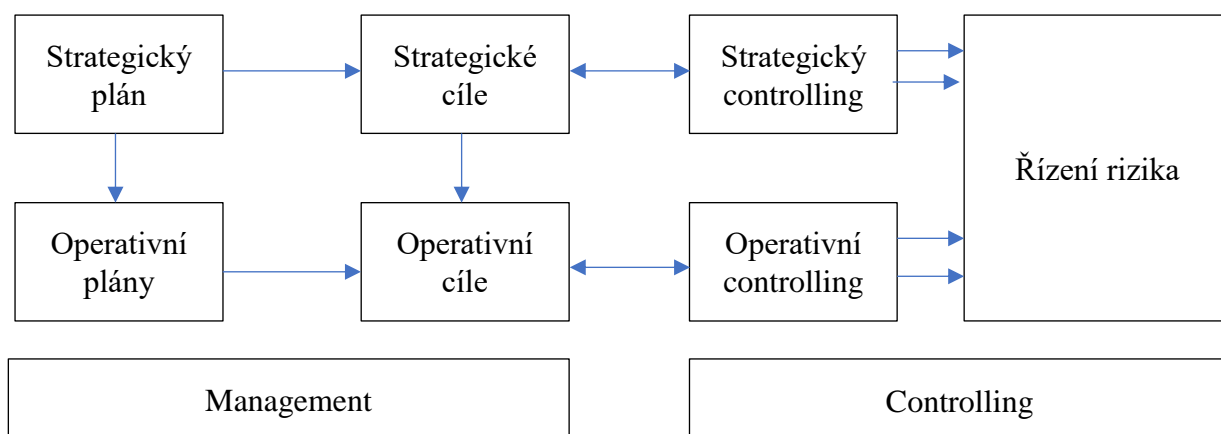 Strategický
plán
Strategické
cíle
Strategický
controlling
Řízení rizika
Operativní
plány
Operativní
cíle
Operativní
controlling
Management
Controlling